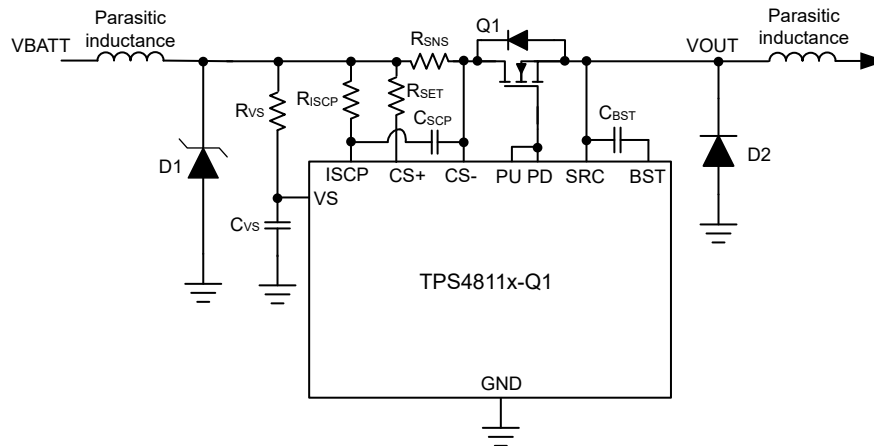 Parasitic
inductance
VBATT
RSNS
Q1
VOUT
Parasitic
inductance
RVS
RISCP
RSET
CSCP
CBST
D1
D2
ISCP
CS+
CS-
PU
PD
SRC
BST
VS
CVS
TPS4811x-Q1
GND